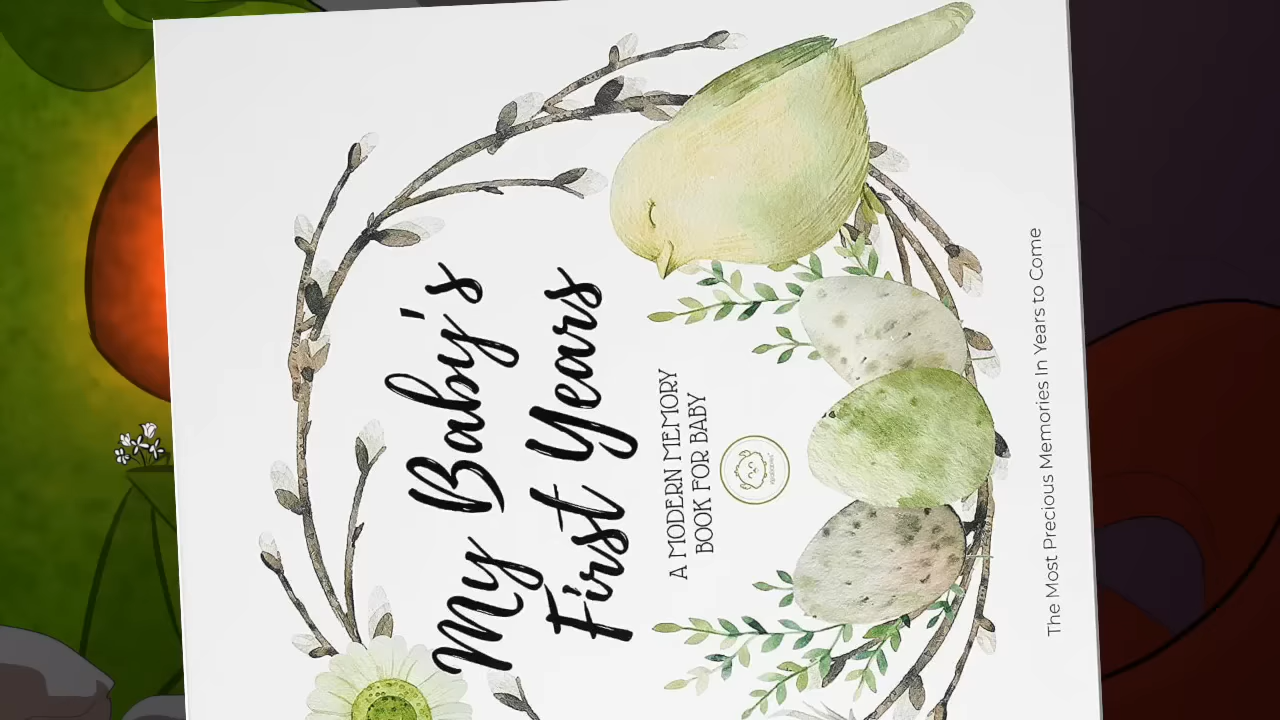 My Baby's
First Years
A MODERN MEMORY
BOOK FOR BABY
The Most Precious Memories In Years to Come